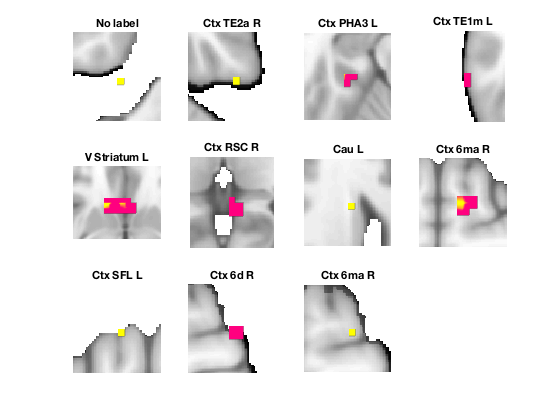 No label
Ctx TE2a R
Ctx PHA3 L
Ctx TE1m L
V Striatum L
Ctx RSC R
Cau L
Ctx 6ma R
Ctx SFL L
Ctx 6d R
Ctx 6ma R